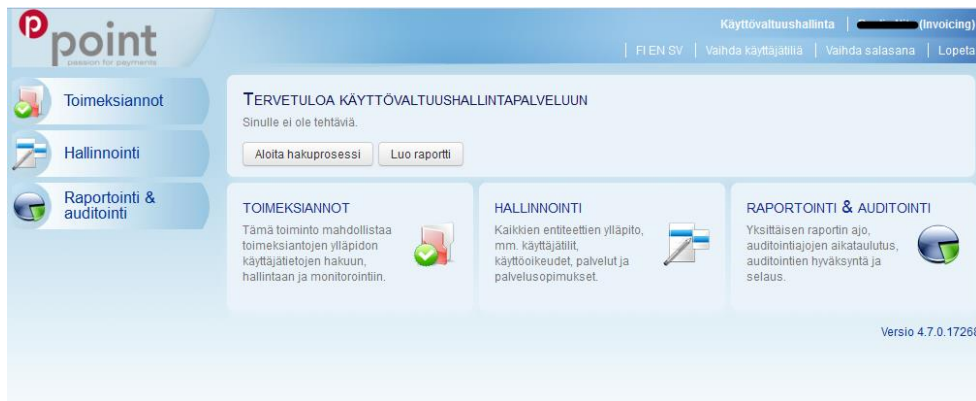 Käyttövaltuushallinta | (Invoicing)
point
passion for payments
| FI EN SV | Vaihda käyttäjätiliä | Vaihda salasana | Lopeta
Toimeksiannot
Hallinnointi
Raportointi &
auditointi
TERVETULOA KÄYTTÖVALTUUSHALLINTAPALVELUUN
Sinulle ei ole tehtäviä.
Aloita hakuprosessi Luo raportti
TOIMEKSIANNOT
Tämä toiminto mahdollistaa
toimeksiantojen ylläpidon
käyttäjätietojen hakuun,
hallintaan ja monitorointiin.
HALLINNOINTI
Kaikkien entiteettien ylläpito,
mm. käyttäjätilit,
käyttöoikeudet, palvelut ja
palvelusopimukset.
RAPORTOINTI & AUDITOINTI
Yksittäisen raportin ajo,
auditointiajojen aikataulutus,
auditointien hyväksyntä ja
selaus.
Versio 4.7.0.17268